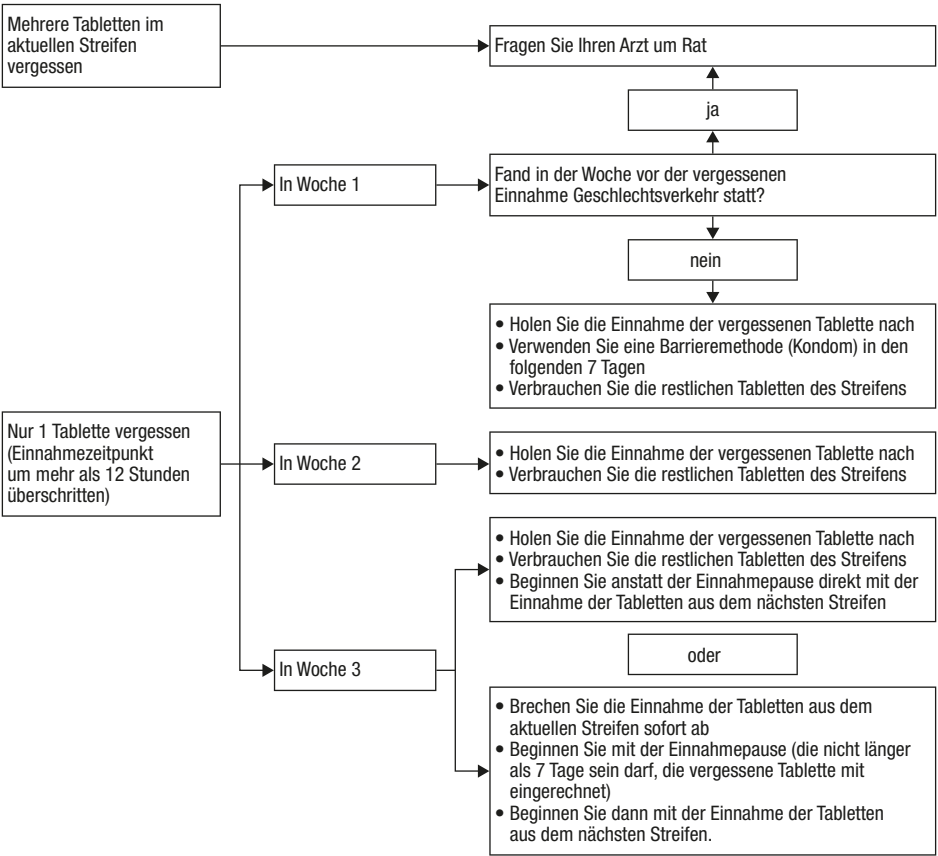 Mehrere Tabletten im
aktuellen Streifen
vergessen
Fragen Sie Ihren Arzt um Rat
ja
In Woche 1
Fand in der Woche vor der vergessenen
Einnahme Geschlechtsverkehr statt?
nein
• Holen Sie die Einnahme der vergessenen Tablette nach
• Verwenden Sie eine Barrieremethode (Kondom) in den
folgenden 7 Tagen
• Verbrauchen Sie die restlichen Tabletten des Streifens
Nur 1 Tablette vergessen
(Einnahmezeitpunkt
um mehr als 12 Stunden
überschritten)
In Woche 2
• Holen Sie die Einnahme der vergessenen Tablette nach
• Verbrauchen Sie die restlichen Tabletten des Streifens
In Woche 3
• Holen Sie die Einnahme der vergessenen Tablette nach
• Verbrauchen Sie die restlichen Tabletten des Streifens
• Beginnen Sie anstatt der Einnahmepause direkt mit der
Einnahme der Tabletten aus dem nächsten Streifen
oder
• Brechen Sie die Einnahme der Tabletten aus dem
aktuellen Streifen sofort ab
• Beginnen Sie mit der Einnahmepause (die nicht länger
als 7 Tage sein darf, die vergessene Tablette mit
eingerechnet)
• Beginnen Sie dann mit der Einnahme der Tabletten
aus dem nächsten Streifen.